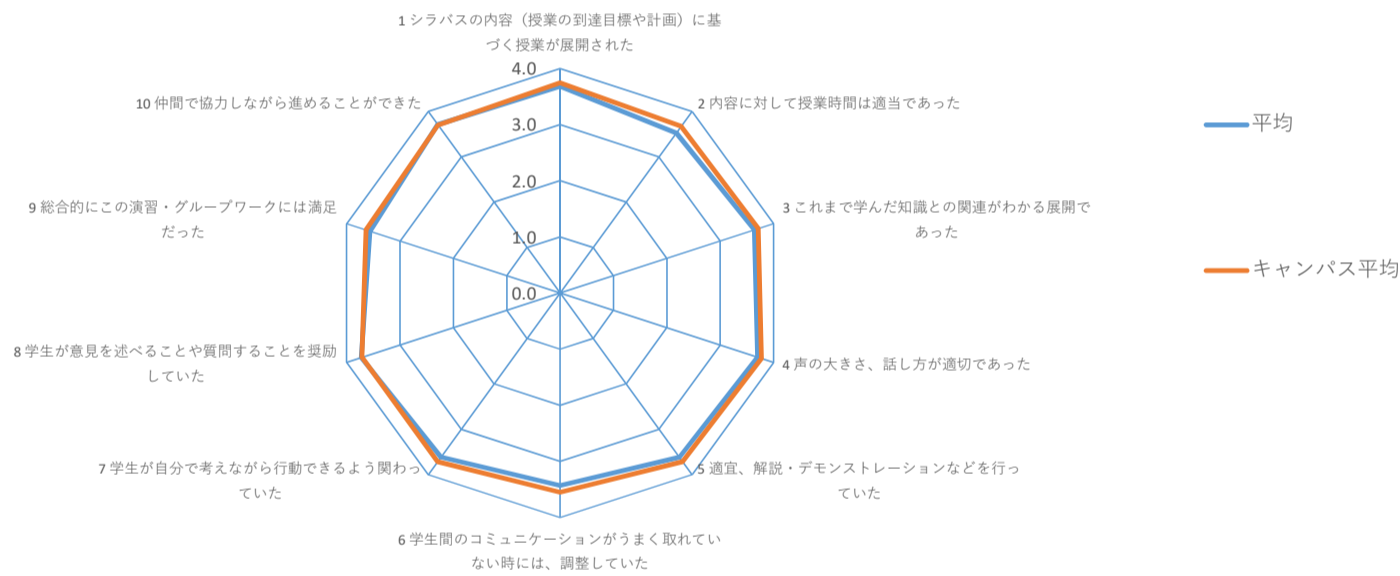 1 シラバスの内容（授業の到達目標や計画）に基
づく授業が展開された
4.0
10 仲間で協力しながら進めることができた
2 内容に対して授業時間は適当であった
平均
3.0
2.0
9 総合的にこの演習・グループワークには満足
だった
3 これまで学んだ知識との関連がわかる展開で
あった
1.0
キャンパス平均
0.0
8 学生が意見を述べることや質問することを奨励
していた
4 声の大きさ、話し方が適切であった
7 学生が自分で考えながら行動できるよう関わっ
ていた
5 適宜、解説・デモンストレーションなどを行っ
ていた
6 学生間のコミュニケーションがうまく取れてい
ない時には、調整していた